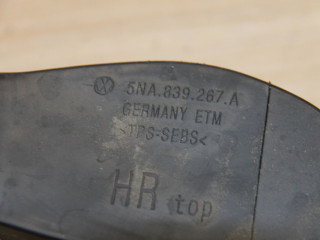 5NA.839.267.A
GERMANY ETM
>TPS-SEBS<
HR top